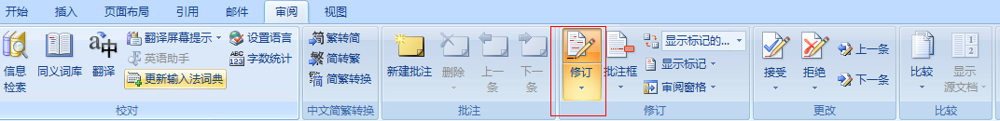 开始 插入 页面布局 引用 邮件 审阅 视图
信息检索
同义词库
翻译
翻译屏幕提示
英语助手
更新输入法词典
设置语言
字数统计
校对
繁转简
简转繁
简繁转换
中文简繁转换
新建批注
删除
上一条
下一条
批注
修订
批注框
显示标记的...
显示标记
审阅窗格
修订
接受
拒绝
上一条
下一条
更改
比较
显示源文档
比较